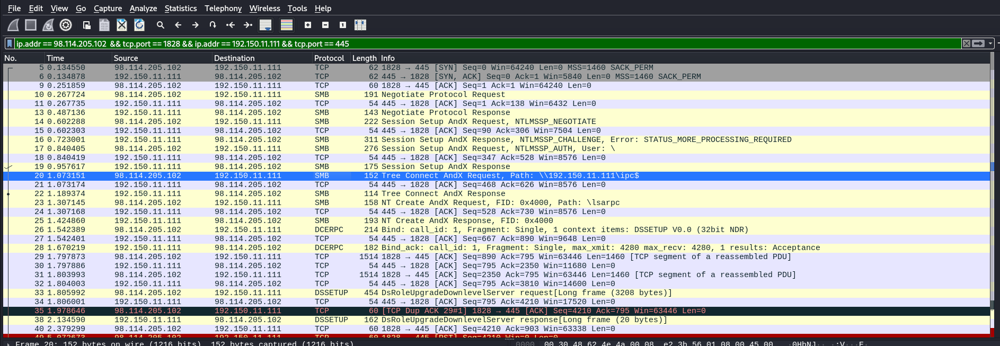 File Edit View Go Capture Analyze Statistics Telephony Wireless Tools Help
ip.addr == 98.114.205.102 && tcp.port == 1828 && ip.addr == 192.150.11.111 && tcp.port == 445
No. Time Source Destination Protocol Length Info
5 0.134550 98.114.205.102 192.150.11.111 TCP 62 1828 → 445 [SYN] Seq=0 Win=64240 Len=0 MSS=1460 SACK_PERM
6 0.134878 192.150.11.111 98.114.205.102 TCP 62 445 → 1828 [SYN, ACK] Seq=0 Ack=1 Win=5840 Len=0 MSS=1460 SACK_PERM
9 0.251859 98.114.205.102 192.150.11.111 TCP 60 1828 → 445 [ACK] Seq=1 Ack=1 Win=64240 Len=0
10 0.267724 98.114.205.102 192.150.11.111 SMB 191 Negotiate Protocol Request
11 0.267735 192.150.11.111 98.114.205.102 TCP 54 445 → 1828 [ACK] Seq=1 Ack=138 Win=6432 Len=0
13 0.487136 192.150.11.111 98.114.205.102 SMB 143 Negotiate Protocol Response
14 0.602288 98.114.205.102 192.150.11.111 SMB 222 Session Setup AndX Request, NTLMSSP_NEGOTIATE
15 0.602303 192.150.11.111 98.114.205.102 TCP 54 445 → 1828 [ACK] Seq=90 Ack=306 Win=7504 Len=0
16 0.723001 192.150.11.111 98.114.205.102 SMB 311 Session Setup AndX Response, NTLMSSP_CHALLENGE, Error: STATUS_MORE_PROCESSING_REQUIRED
17 0.840405 98.114.205.102 192.150.11.111 SMB 276 Session Setup AndX Request, NTLMSSP_AUTH, User: \
18 0.840419 192.150.11.111 98.114.205.102 TCP 54 445 → 1828 [ACK] Seq=347 Ack=528 Win=8576 Len=0
19 0.957617 192.150.11.111 98.114.205.102 SMB 175 Session Setup AndX Response
20 1.073151 98.114.205.102 192.150.11.111 SMB 152 Tree Connect AndX Request, Path: \\192.150.11.111\ipc$
21 1.073174 192.150.11.111 98.114.205.102 TCP 54 445 → 1828 [ACK] Seq=468 Ack=626 Win=8576 Len=0
22 1.189374 192.150.11.111 98.114.205.102 SMB 114 Tree Connect AndX Response
23 1.307145 98.114.205.102 192.150.11.111 SMB 158 NT Create AndX Request, FID: 0x4000, Path: \lsarpc
24 1.307168 192.150.11.111 98.114.205.102 TCP 54 445 → 1828 [ACK] Seq=528 Ack=730 Win=8576 Len=0
25 1.424860 192.150.11.111 98.114.205.102 SMB 193 NT Create AndX Response, FID: 0x4000
26 1.542389 98.114.205.102 192.150.11.111 DCERPC 214 Bind: call_id: 1, Fragment: Single, 1 context items: DSSETUP V0.0 (32bit NDR)
27 1.542401 192.150.11.111 98.114.205.102 TCP 54 445 → 1828 [ACK] Seq=667 Ack=890 Win=9648 Len=0
28 1.670219 192.150.11.111 98.114.205.102 DCERPC 182 Bind_ack: call_id: 1, Fragment: Single, max_xmit: 4280 max_recv: 4280, 1 results: Acceptance
29 1.797873 98.114.205.102 192.150.11.111 TCP 1514 1828 → 445 [ACK] Seq=890 Ack=795 Win=63446 Len=1460 [TCP segment of a reassembled PDU]
30 1.797886 192.150.11.111 98.114.205.102 TCP 54 445 → 1828 [ACK] Seq=795 Ack=2350 Win=11680 Len=0
31 1.803993 98.114.205.102 192.150.11.111 TCP 1514 1828 → 445 [ACK] Seq=2350 Ack=795 Win=63446 Len=1460 [TCP segment of a reassembled PDU]
32 1.804003 192.150.11.111 98.114.205.102 TCP 54 445 → 1828 [ACK] Seq=795 Ack=3810 Win=14600 Len=0
33 1.805992 98.114.205.102 192.150.11.111 DSSETUP 454 DsRoleUpgradeDownlevelServer request[Long frame (3208 bytes)]
34 1.806001 192.150.11.111 98.114.205.102 TCP 54 445 → 1828 [ACK] Seq=795 Ack=4210 Win=17520 Len=0
35 1.978646 98.114.205.102 192.150.11.111 TCP 60 [TCP Dup ACK 29#1] 1828 → 445 [ACK] Seq=4210 Ack=795 Win=63446 Len=0
38 2.134590 192.150.11.111 98.114.205.102 DSSETUP 162 DsRoleUpgradeDownlevelServer response[Long frame (20 bytes)]
40 2.379299 98.114.205.102 192.150.11.111 TCP 60 1828 → 445 [ACK] Seq=4210 Ack=903 Win=63338 Len=0
49 5.072673 98.114.205.102 192.150.11.111 TCP 60 1828 → 445 [RST] Seq=4210 Win=0 Len=0
Frame 20: 152 bytes on wire (1216 bits), 152 bytes captured (1216 bits) 0000 00 30 48 62 4e 4a 00 08 e2 3b 56 01 08 00 45 00 ·0HbNJ·· ·;V···E·